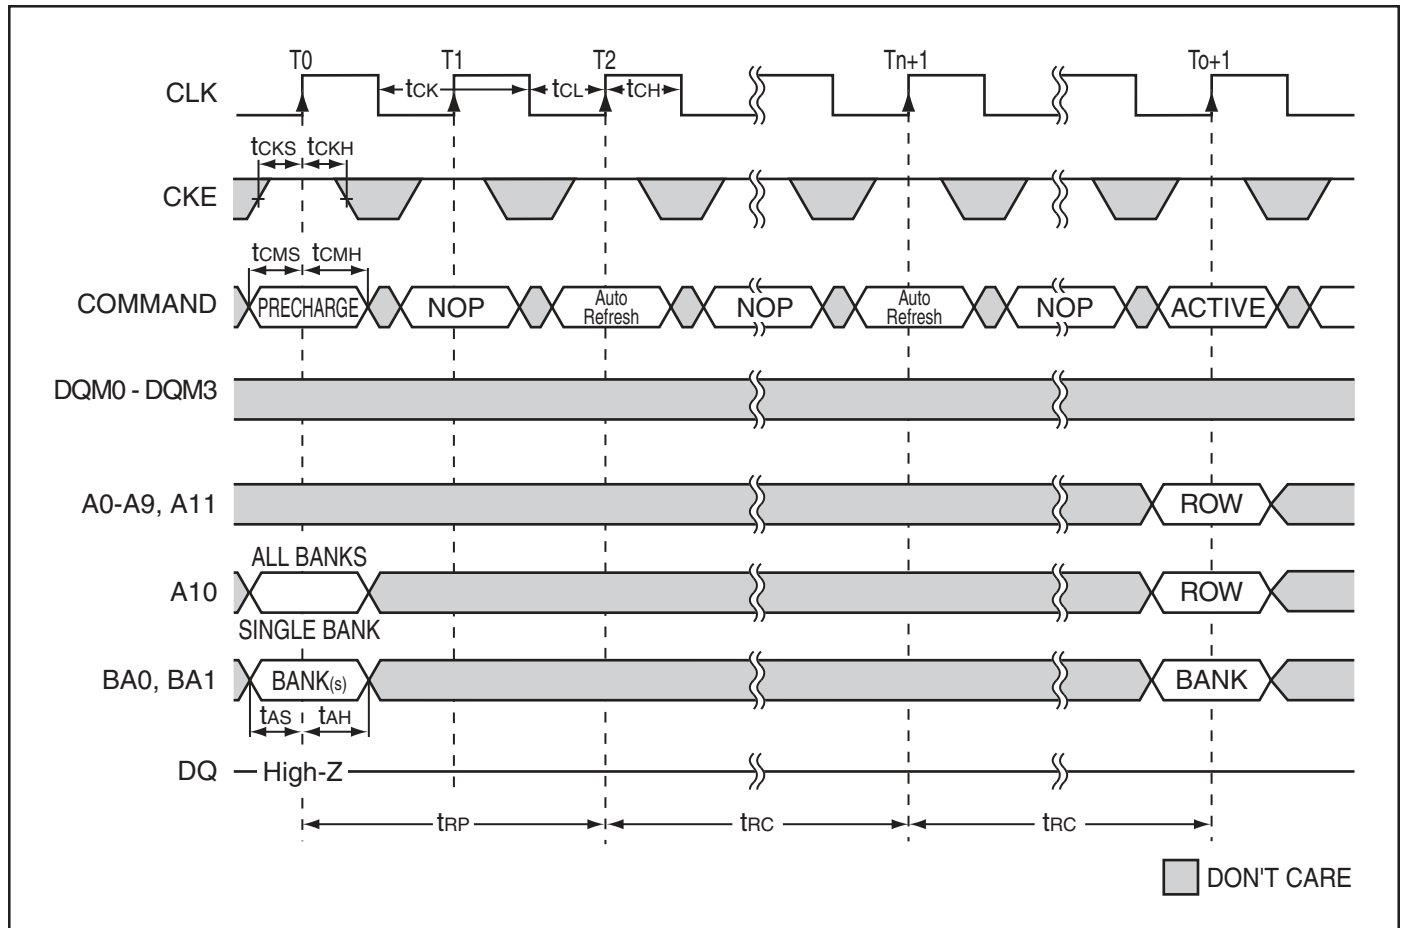 T0 T1 T2 Tn+1 To+1
CLK tCK tCL tCH
tCKS tCKH
CKE
tCMS tCMH
COMMAND PRECHARGE NOP Auto Refresh NOP Auto Refresh NOP ACTIVE
DQM0 - DQM3
A0-A9, A11 ROW
ALL BANKS
A10 ROW
SINGLE BANK
BA0, BA1 BANK(s) BANK
tAS tAH
DQ High-Z
tRP tRC tRC
DON'T CARE